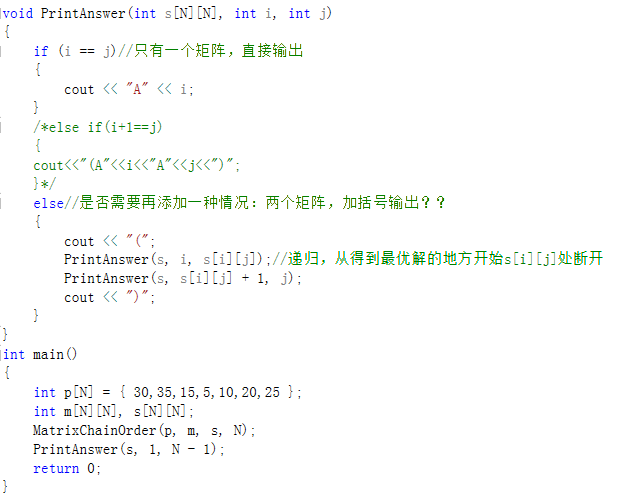 void PrintAnswer(int s[N][N], int i, int j)
{
    if (i == j)//只有一个矩阵，直接输出
    {
        cout << "A" << i;
    }
    /*else if(i+1==j)
    {
    cout<<"(A"<<i<<"A"<<j<<")";
    }*/
    else//是否需要再添加一种情况：两个矩阵，加括号输出？？
    {
        cout << "(";
        PrintAnswer(s, i, s[i][j]);//递归，从得到最优解的地方开始s[i][j]处断开
        PrintAnswer(s, s[i][j] + 1, j);
        cout << ")";
    }
}
int main()
{
    int p[N] = { 30,35,15,5,10,20,25 };
    int m[N][N], s[N][N];
    MatrixChainOrder(p, m, s, N);
    PrintAnswer(s, 1, N - 1);
    return 0;
}